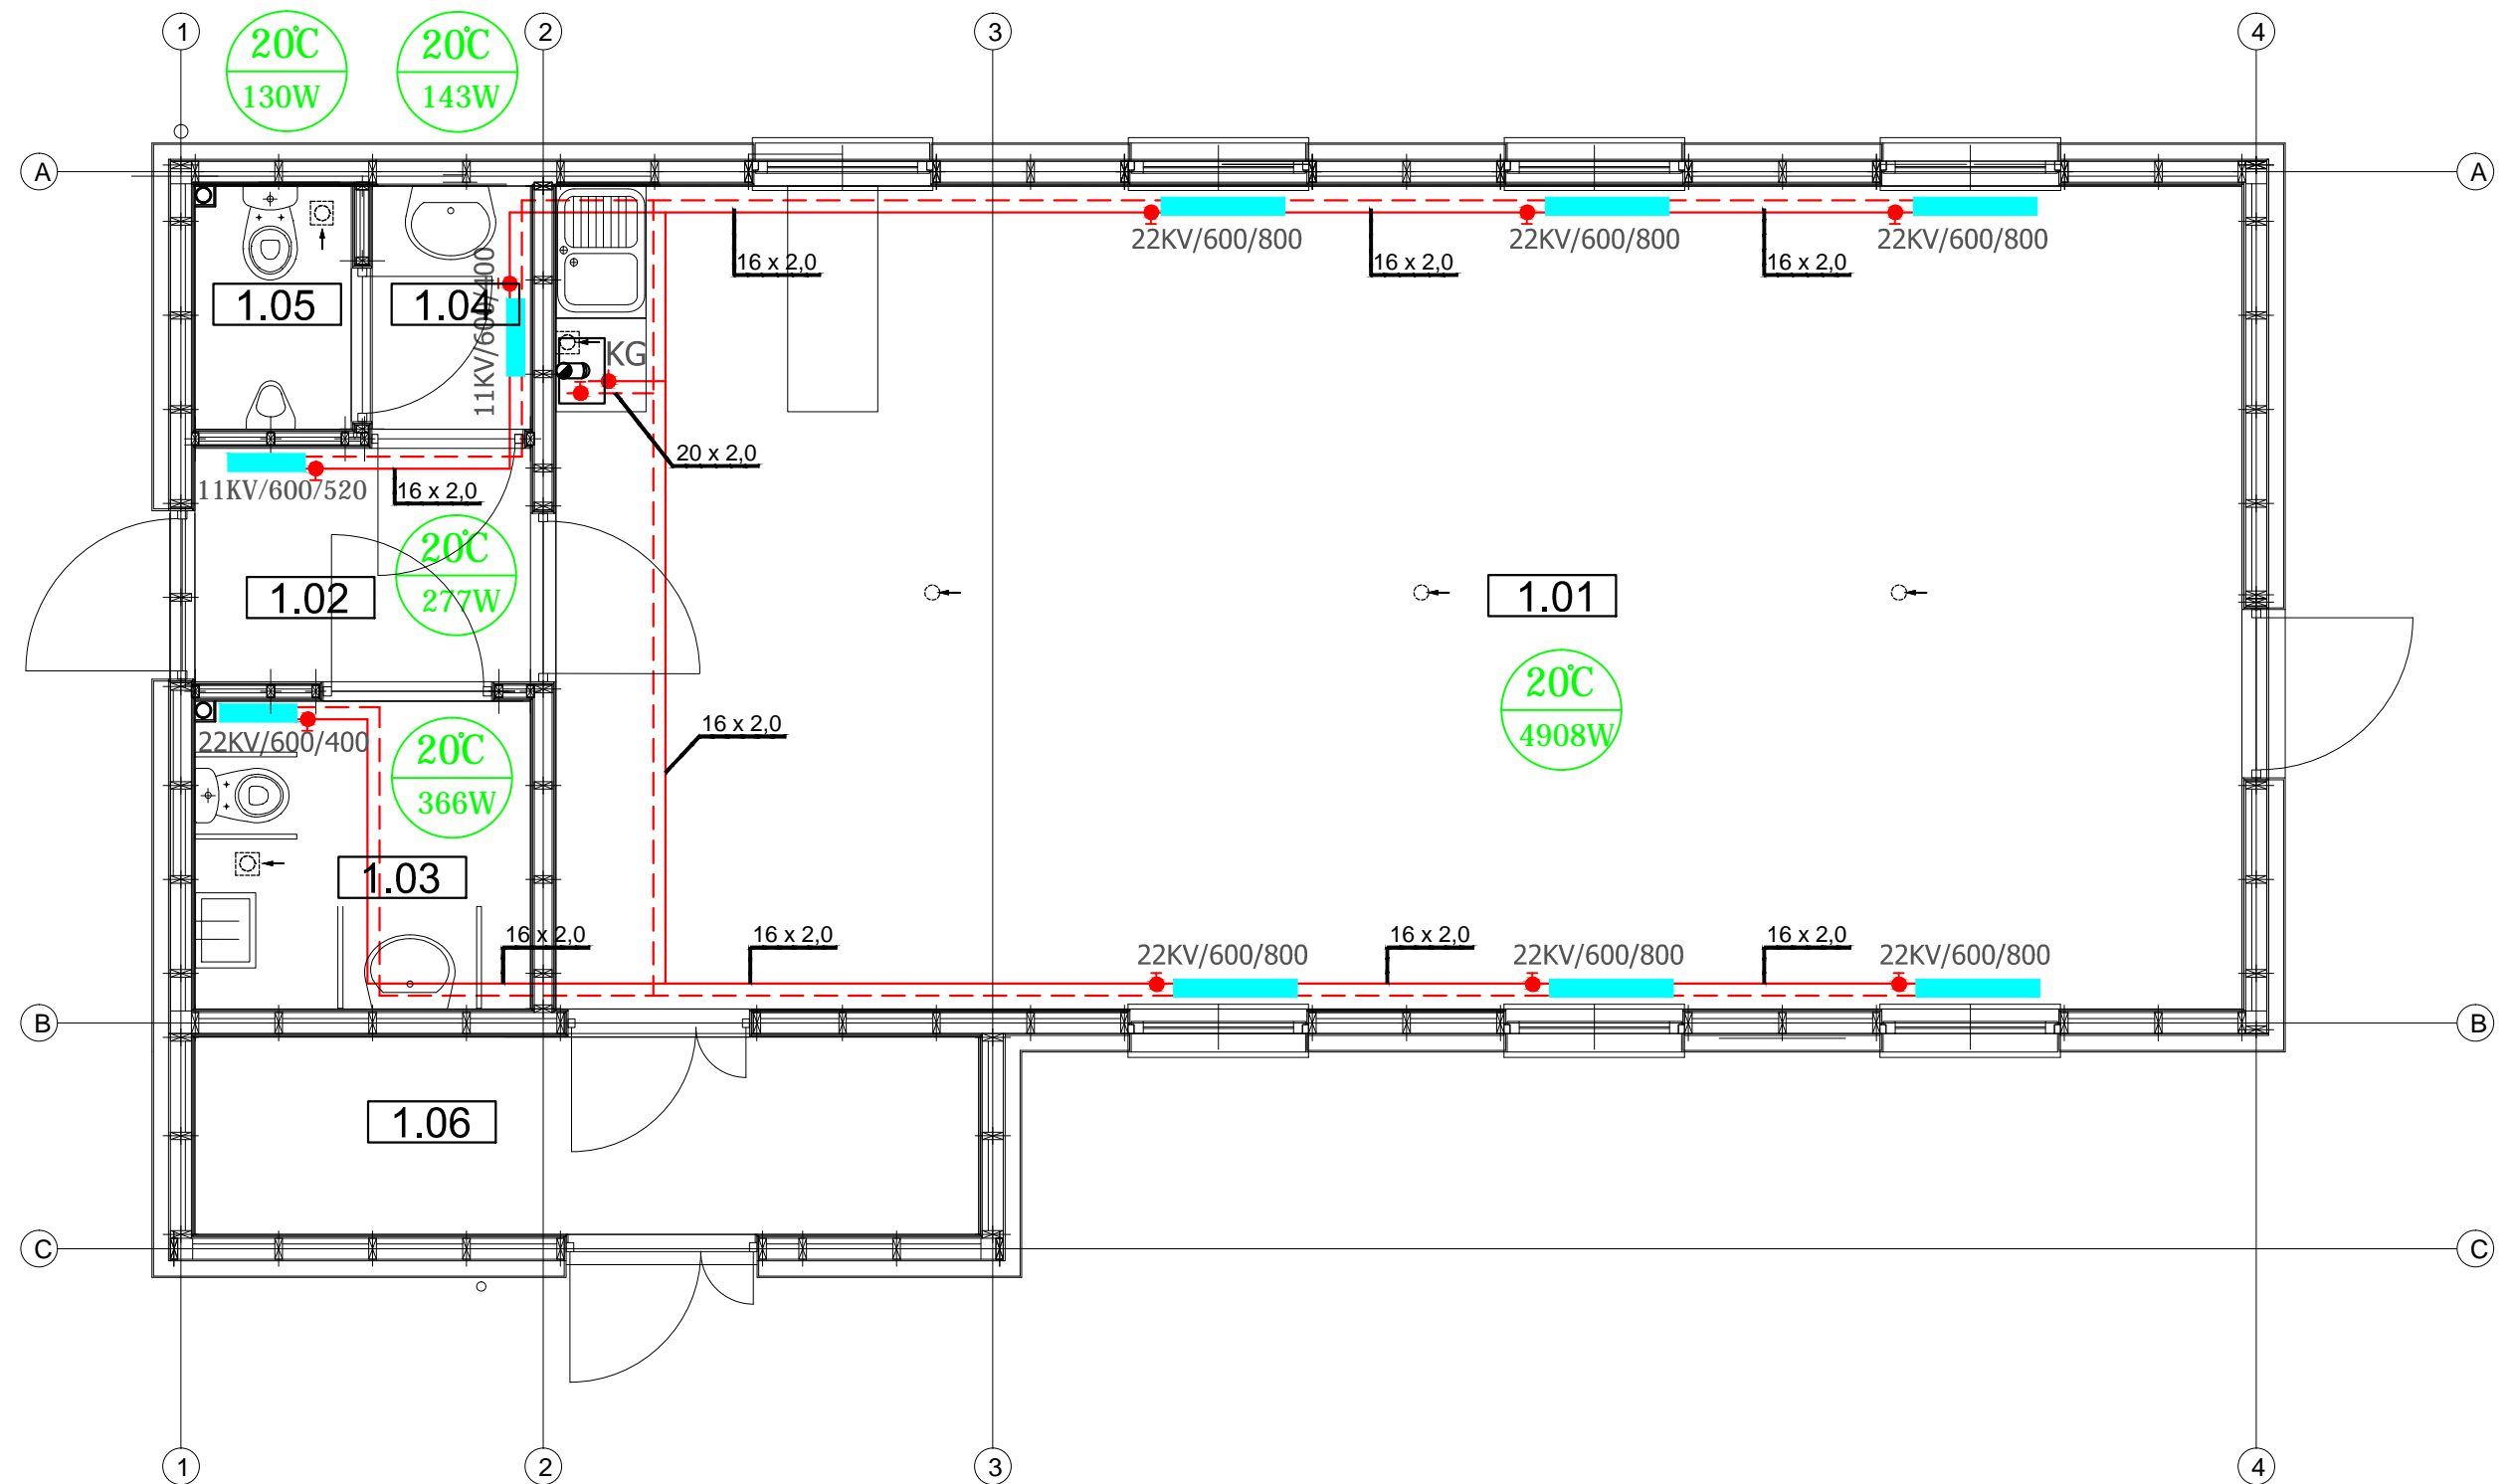 1
2
3
4
20°C
130W
20°C
143W
A
A
22KV/600/800
22KV/600/800
22KV/600/800
16 x 2,0
16 x 2,0
16 x 2,0
1.05
1.04
11KV/600/400
KG
20 x 2,0
11KV/600/520
16 x 2,0
20°C
277W
1.02
1.01
20°C
4908W
16 x 2,0
22KV/600/400
20°C
366W
1.03
16 x 2,0
16 x 2,0
16 x 2,0
16 x 2,0
22KV/600/800
22KV/600/800
22KV/600/800
B
B
1.06
C
C
1
2
3
4